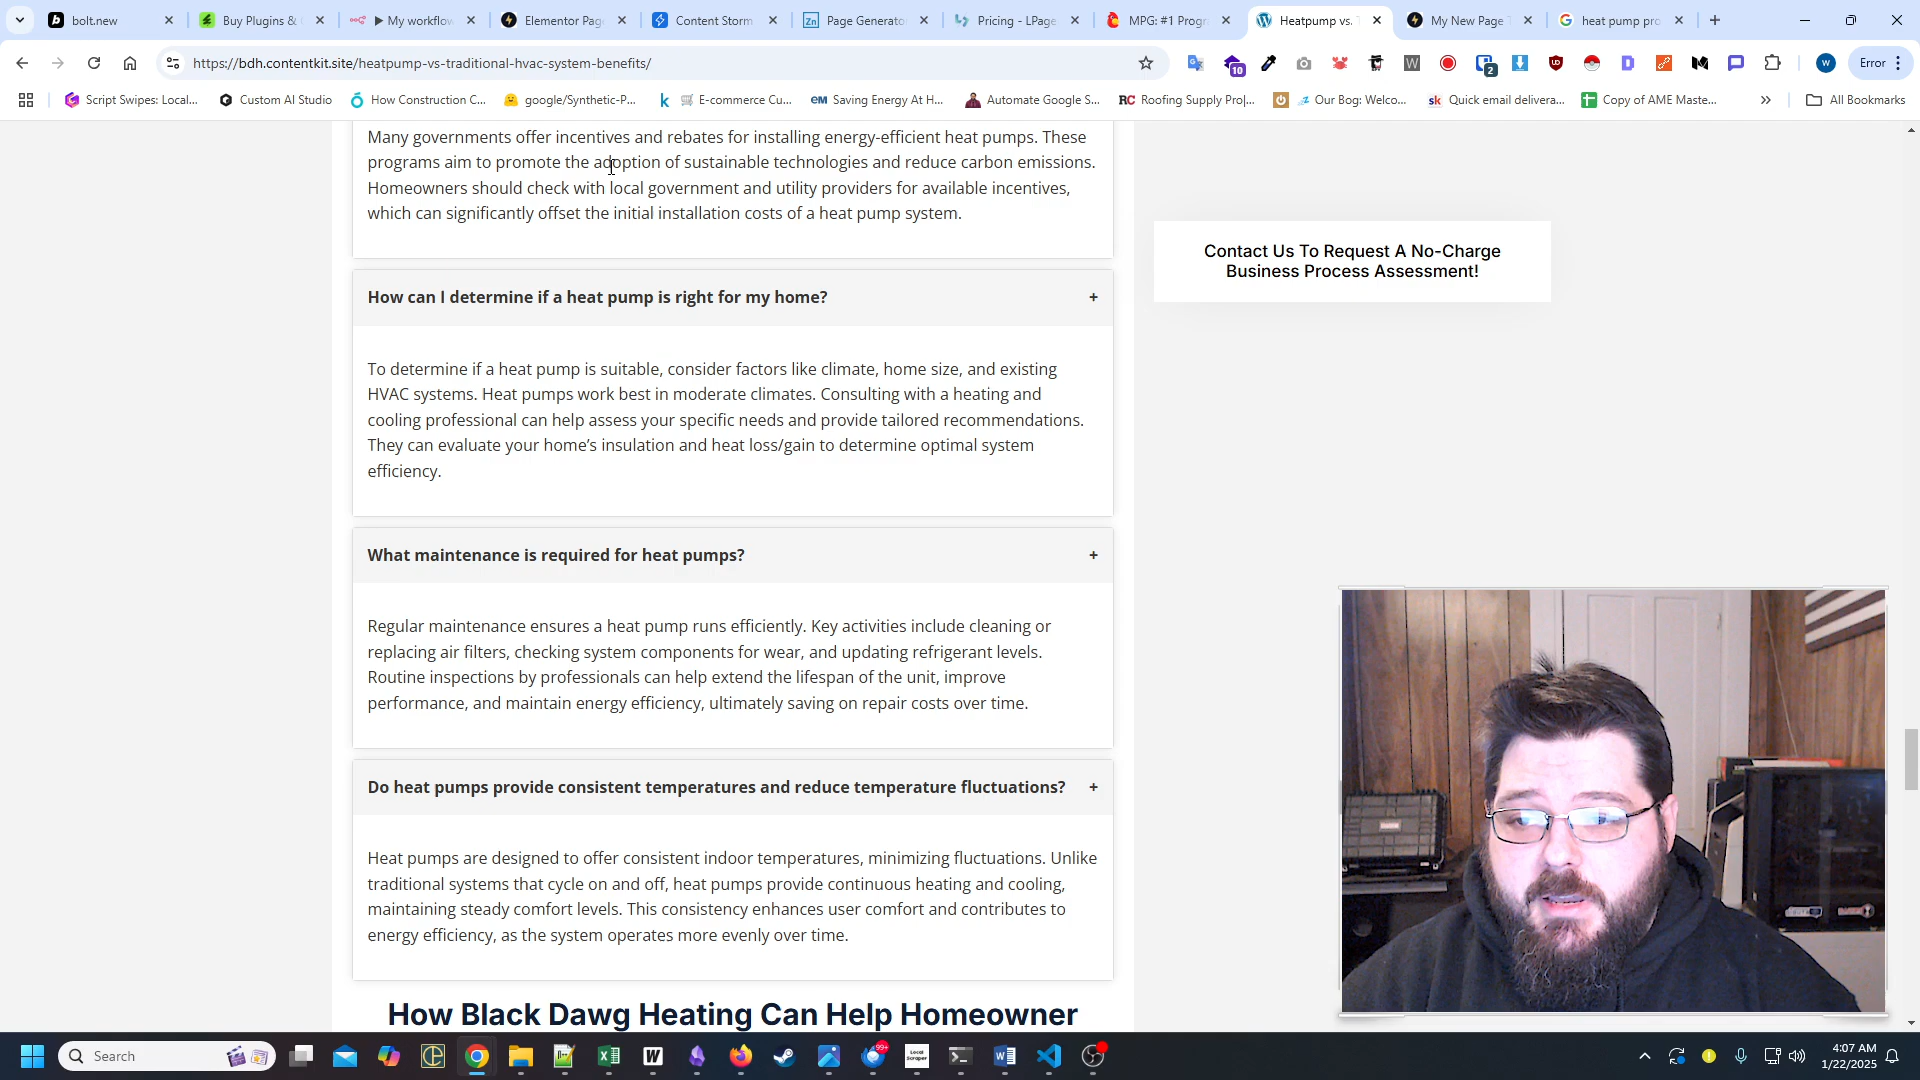 bolt.new
Buy Plugins &
My workflow
Elementor Pag
Content Storm
Page Generato
Pricing - LPage
MPG: #1 Progr
Heatpump vs. T
My New Page T
heat pump pro
https://bdh.contentkit.site/heatpump-vs-traditional-hvac-system-benefits/
10
2
W
Error
Script Swipes: Local...
Custom AI Studio
How Construction C...
google/Synthetic-P...
E-commerce Cu...
EM Saving Energy At H...
Automate Google S...
RC Roofing Supply Pro|...
Our Bog: Welco...
sk Quick email delivera...
Copy of AME Maste...
All Bookmarks
Many governments offer incentives and rebates for installing energy-efficient heat pumps. These
programs aim to promote the adoption of sustainable technologies and reduce carbon emissions.
Homeowners should check with local government and utility providers for available incentives,
which can significantly offset the initial installation costs of a heat pump system.
Contact Us To Request A No-Charge
Business Process Assessment!
How can I determine if a heat pump is right for my home? +
To determine if a heat pump is suitable, consider factors like climate, home size, and existing
HVAC systems. Heat pumps work best in moderate climates. Consulting with a heating and
cooling professional can help assess your specific needs and provide tailored recommendations.
They can evaluate your home’s insulation and heat loss/gain to determine optimal system
efficiency.
What maintenance is required for heat pumps? +
Regular maintenance ensures a heat pump runs efficiently. Key activities include cleaning or
replacing air filters, checking system components for wear, and updating refrigerant levels.
Routine inspections by professionals can help extend the lifespan of the unit, improve
performance, and maintain energy efficiency, ultimately saving on repair costs over time.
Do heat pumps provide consistent temperatures and reduce temperature fluctuations? +
Heat pumps are designed to offer consistent indoor temperatures, minimizing fluctuations. Unlike
traditional systems that cycle on and off, heat pumps provide continuous heating and cooling,
maintaining steady comfort levels. This consistency enhances user comfort and contributes to
energy efficiency, as the system operates more evenly over time.
How Black Dawg Heating Can Help Homeowner
Search
99+
4:07 AM
1/22/2025